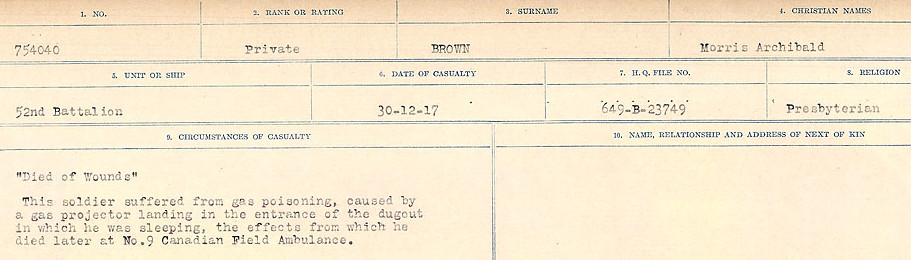 1. NO. 2. RANK OR RATING 3. SURNAME 4. CHRISTIAN NAMES
754040 Private BROWN Morris Archibald
5. UNIT OR SHIP 6. DATE OF CASUALTY 7. H.Q. FILE NO. 8. RELIGION
52nd Battalion 30-12-17 649-B-23749 Presbyterian
9. CIRCUMSTANCES OF CASUALTY 10. NAME, RELATIONSHIP AND ADDRESS OF NEXT OF KIN
"Died of Wounds"
This soldier suffered from gas poisoning, caused by
a gas projector landing in the entrance of the dugout
in which he was sleeping, the effects from which he
died later at No.9 Canadian Field Ambulance.